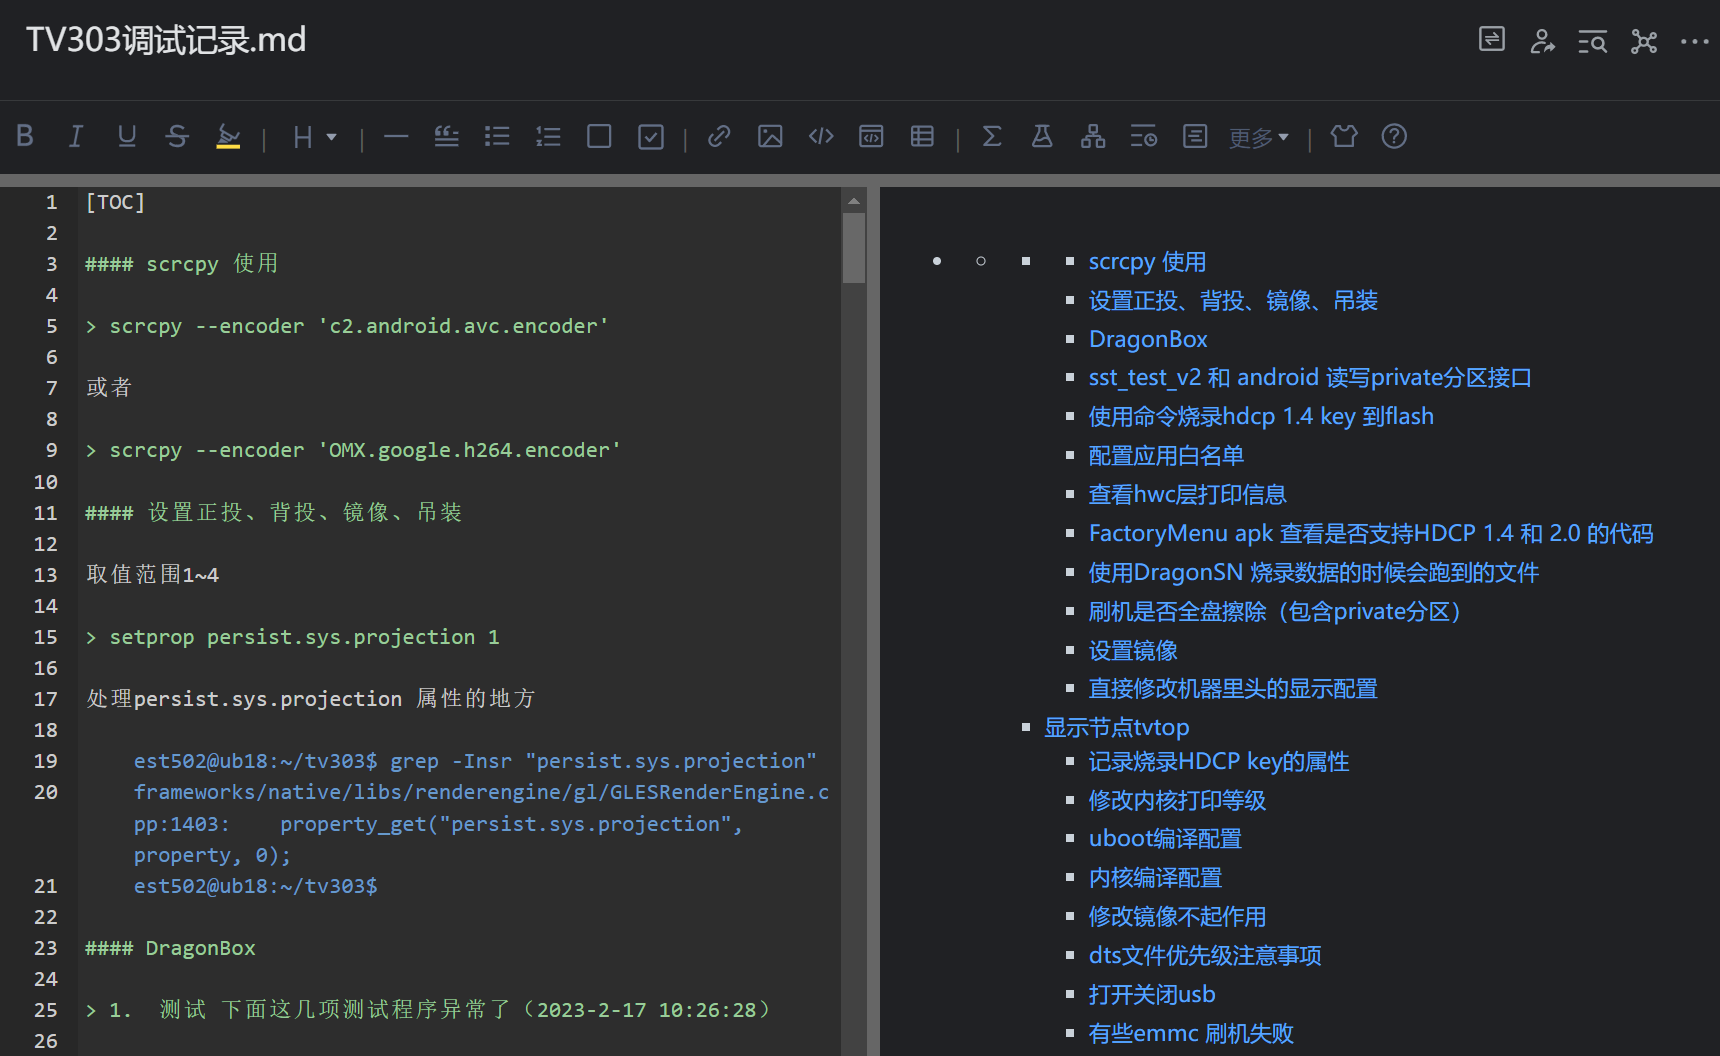 TV303调试记录.md
B I U S H 更多
1 [TOC]
2
3 #### scrcpy 使用
4
5 > scrcpy --encoder 'c2.android.avc.encoder'
6
7 或者
8
9 > scrcpy --encoder 'OMX.google.h264.encoder'
10
11 #### 设置正投、背投、镜像、吊装
12
13 取值范围1~4
14
15 > setprop persist.sys.projection 1
16
17 处理persist.sys.projection 属性的地方
18
19 est502@ub18:~/tv303$ grep -Insr "persist.sys.projection"
20 frameworks/native/libs/renderengine/gl/GLESRenderEngine.c
pp:1403:    property_get("persist.sys.projection",
property, 0);
21 est502@ub18:~/tv303$
22
23 #### DragonBox
24
25 > 1.  测试 下面这几项测试程序异常了（2023-2-17 10:26:28）
26
scrcpy 使用
设置正投、背投、镜像、吊装
DragonBox
sst_test_v2 和 android 读写private分区接口
使用命令烧录hdcp 1.4 key 到flash
配置应用白名单
查看hwc层打印信息
FactoryMenu apk 查看是否支持HDCP 1.4 和 2.0 的代码
使用DragonSN 烧录数据的时候会跑到的文件
刷机是否全盘擦除（包含private分区）
设置镜像
直接修改机器里头的显示配置
显示节点tvtop
记录烧录HDCP key的属性
修改内核打印等级
uboot编译配置
内核编译配置
修改镜像不起作用
dts文件优先级注意事项
打开关闭usb
有些emmc 刷机失败